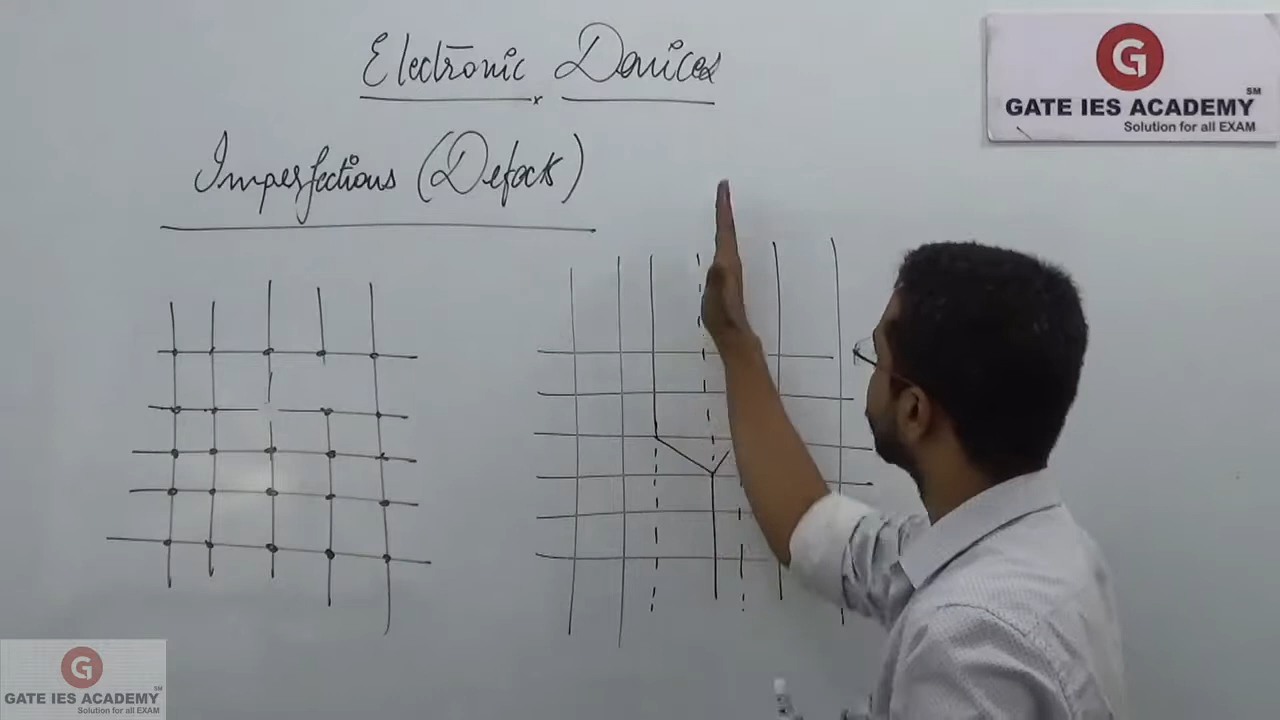 Electronic Devices
Imperfections (Defects)
G
SM
GATE IES ACADEMY
Solution for all EXAM
G
SM
GATE IES ACADEMY
Solution for all EXAM